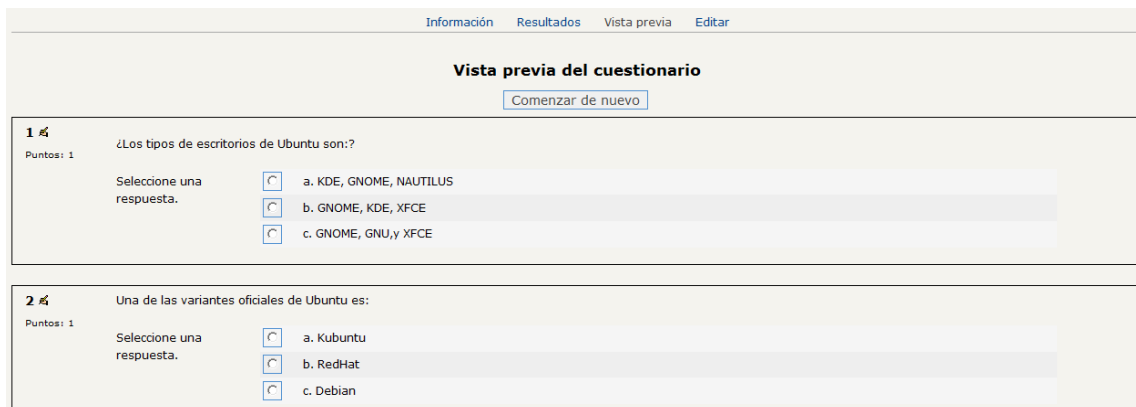 Información Resultados Vista previa Editar
Vista previa del cuestionario
Comenzar de nuevo
1
Puntos: 1
¿Los tipos de escritorios de Ubuntu son:?
Seleccione una
respuesta.
a. KDE, GNOME, NAUTILUS
b. GNOME, KDE, XFCE
c. GNOME, GNU,y XFCE
2
Puntos: 1
Una de las variantes oficiales de Ubuntu es:
Seleccione una
respuesta.
a. Kubuntu
b. RedHat
c. Debian